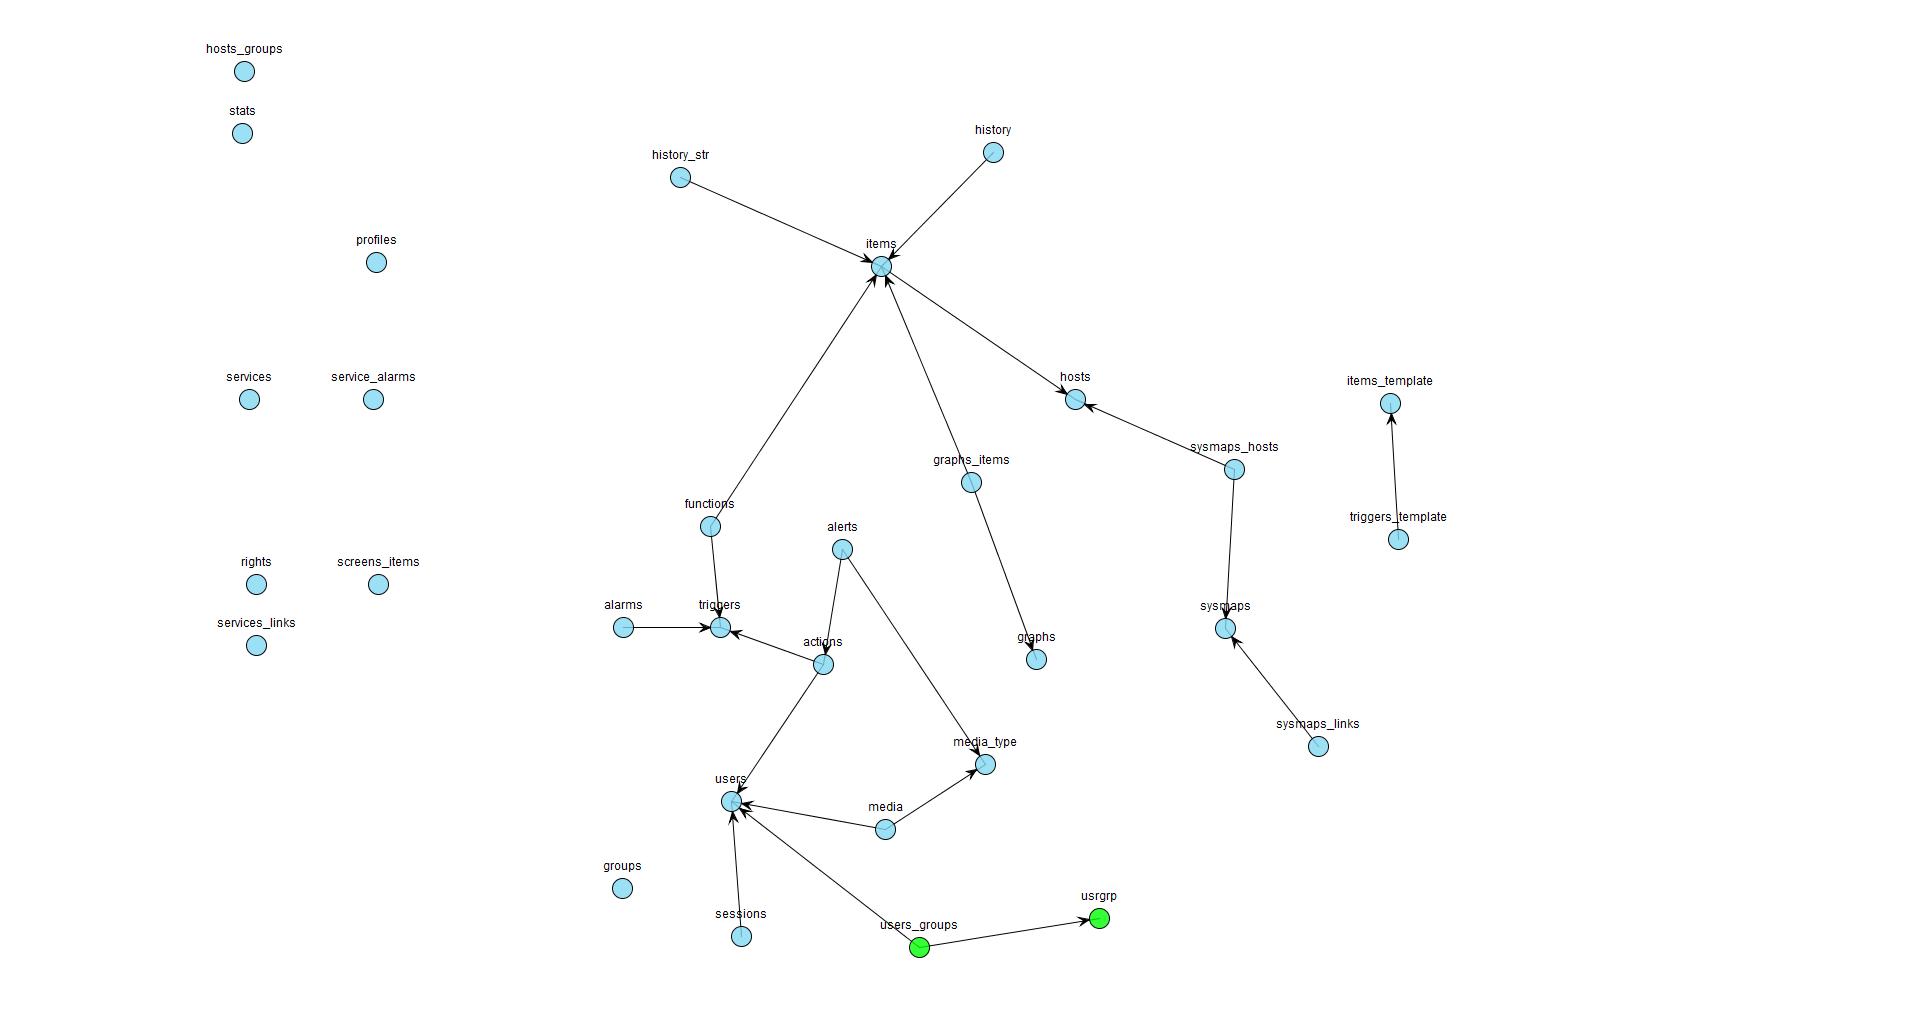 hosts_groups
stats
history
history_str
profiles
items
services
service_alarms
hosts
items_template
sysmaps_hosts
graphs_items
functions
triggers_template
alerts
rights
screens_items
alarms
triggers
sysmaps
services_links
actions
graphs
sysmaps_links
media_type
users
media
groups
usrgrp
sessions
users_groups